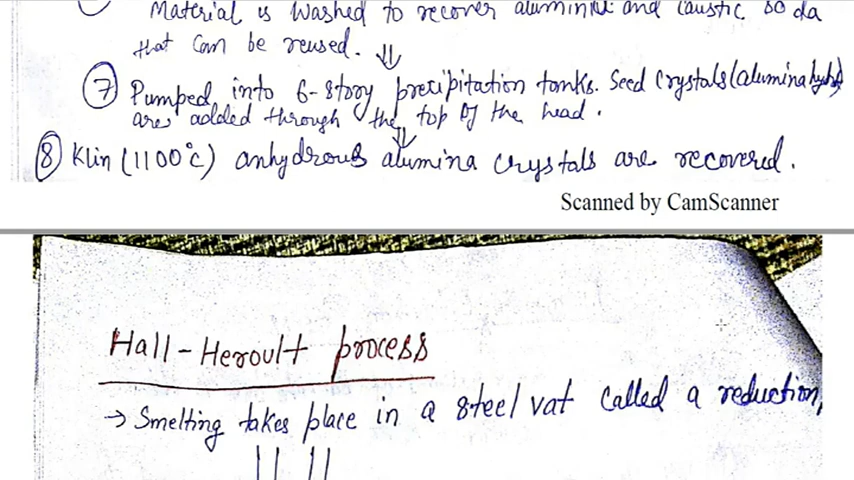 Material is washed to recover aluminium and caustic soda
that can be reused.
⑦ Pumped into 6-story precipitation tanks. Seed crystals (alumina
are added through the top of the head.
⑧ Klin (1100°c) anhydrous alumina crystals are recovered.
Scanned by CamScanner
Hall-Heroult process
→ Smelting takes place in a steel vat called a reduction,